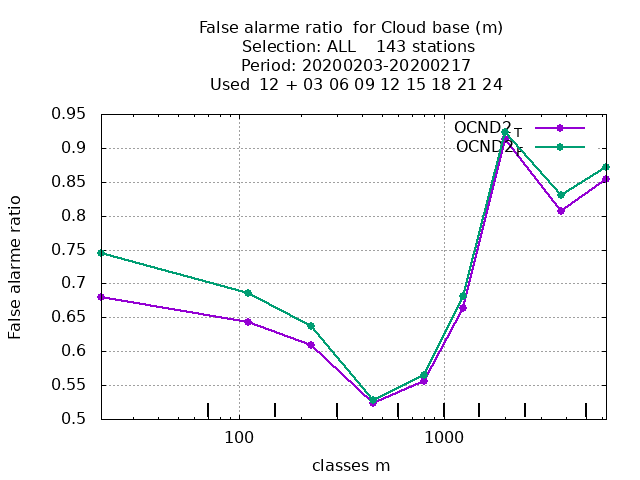 False alarme ratio  for Cloud base (m)
Selection: ALL    143 stations
Period: 20200203-20200217
Used  12 + 03 06 09 12 15 18 21 24
OCND2T
0.95
0.9
0.85
0.8
0.75
0.7
0.65
0.6
0.55
0.5
False alarme ratio
100
1000
classes m